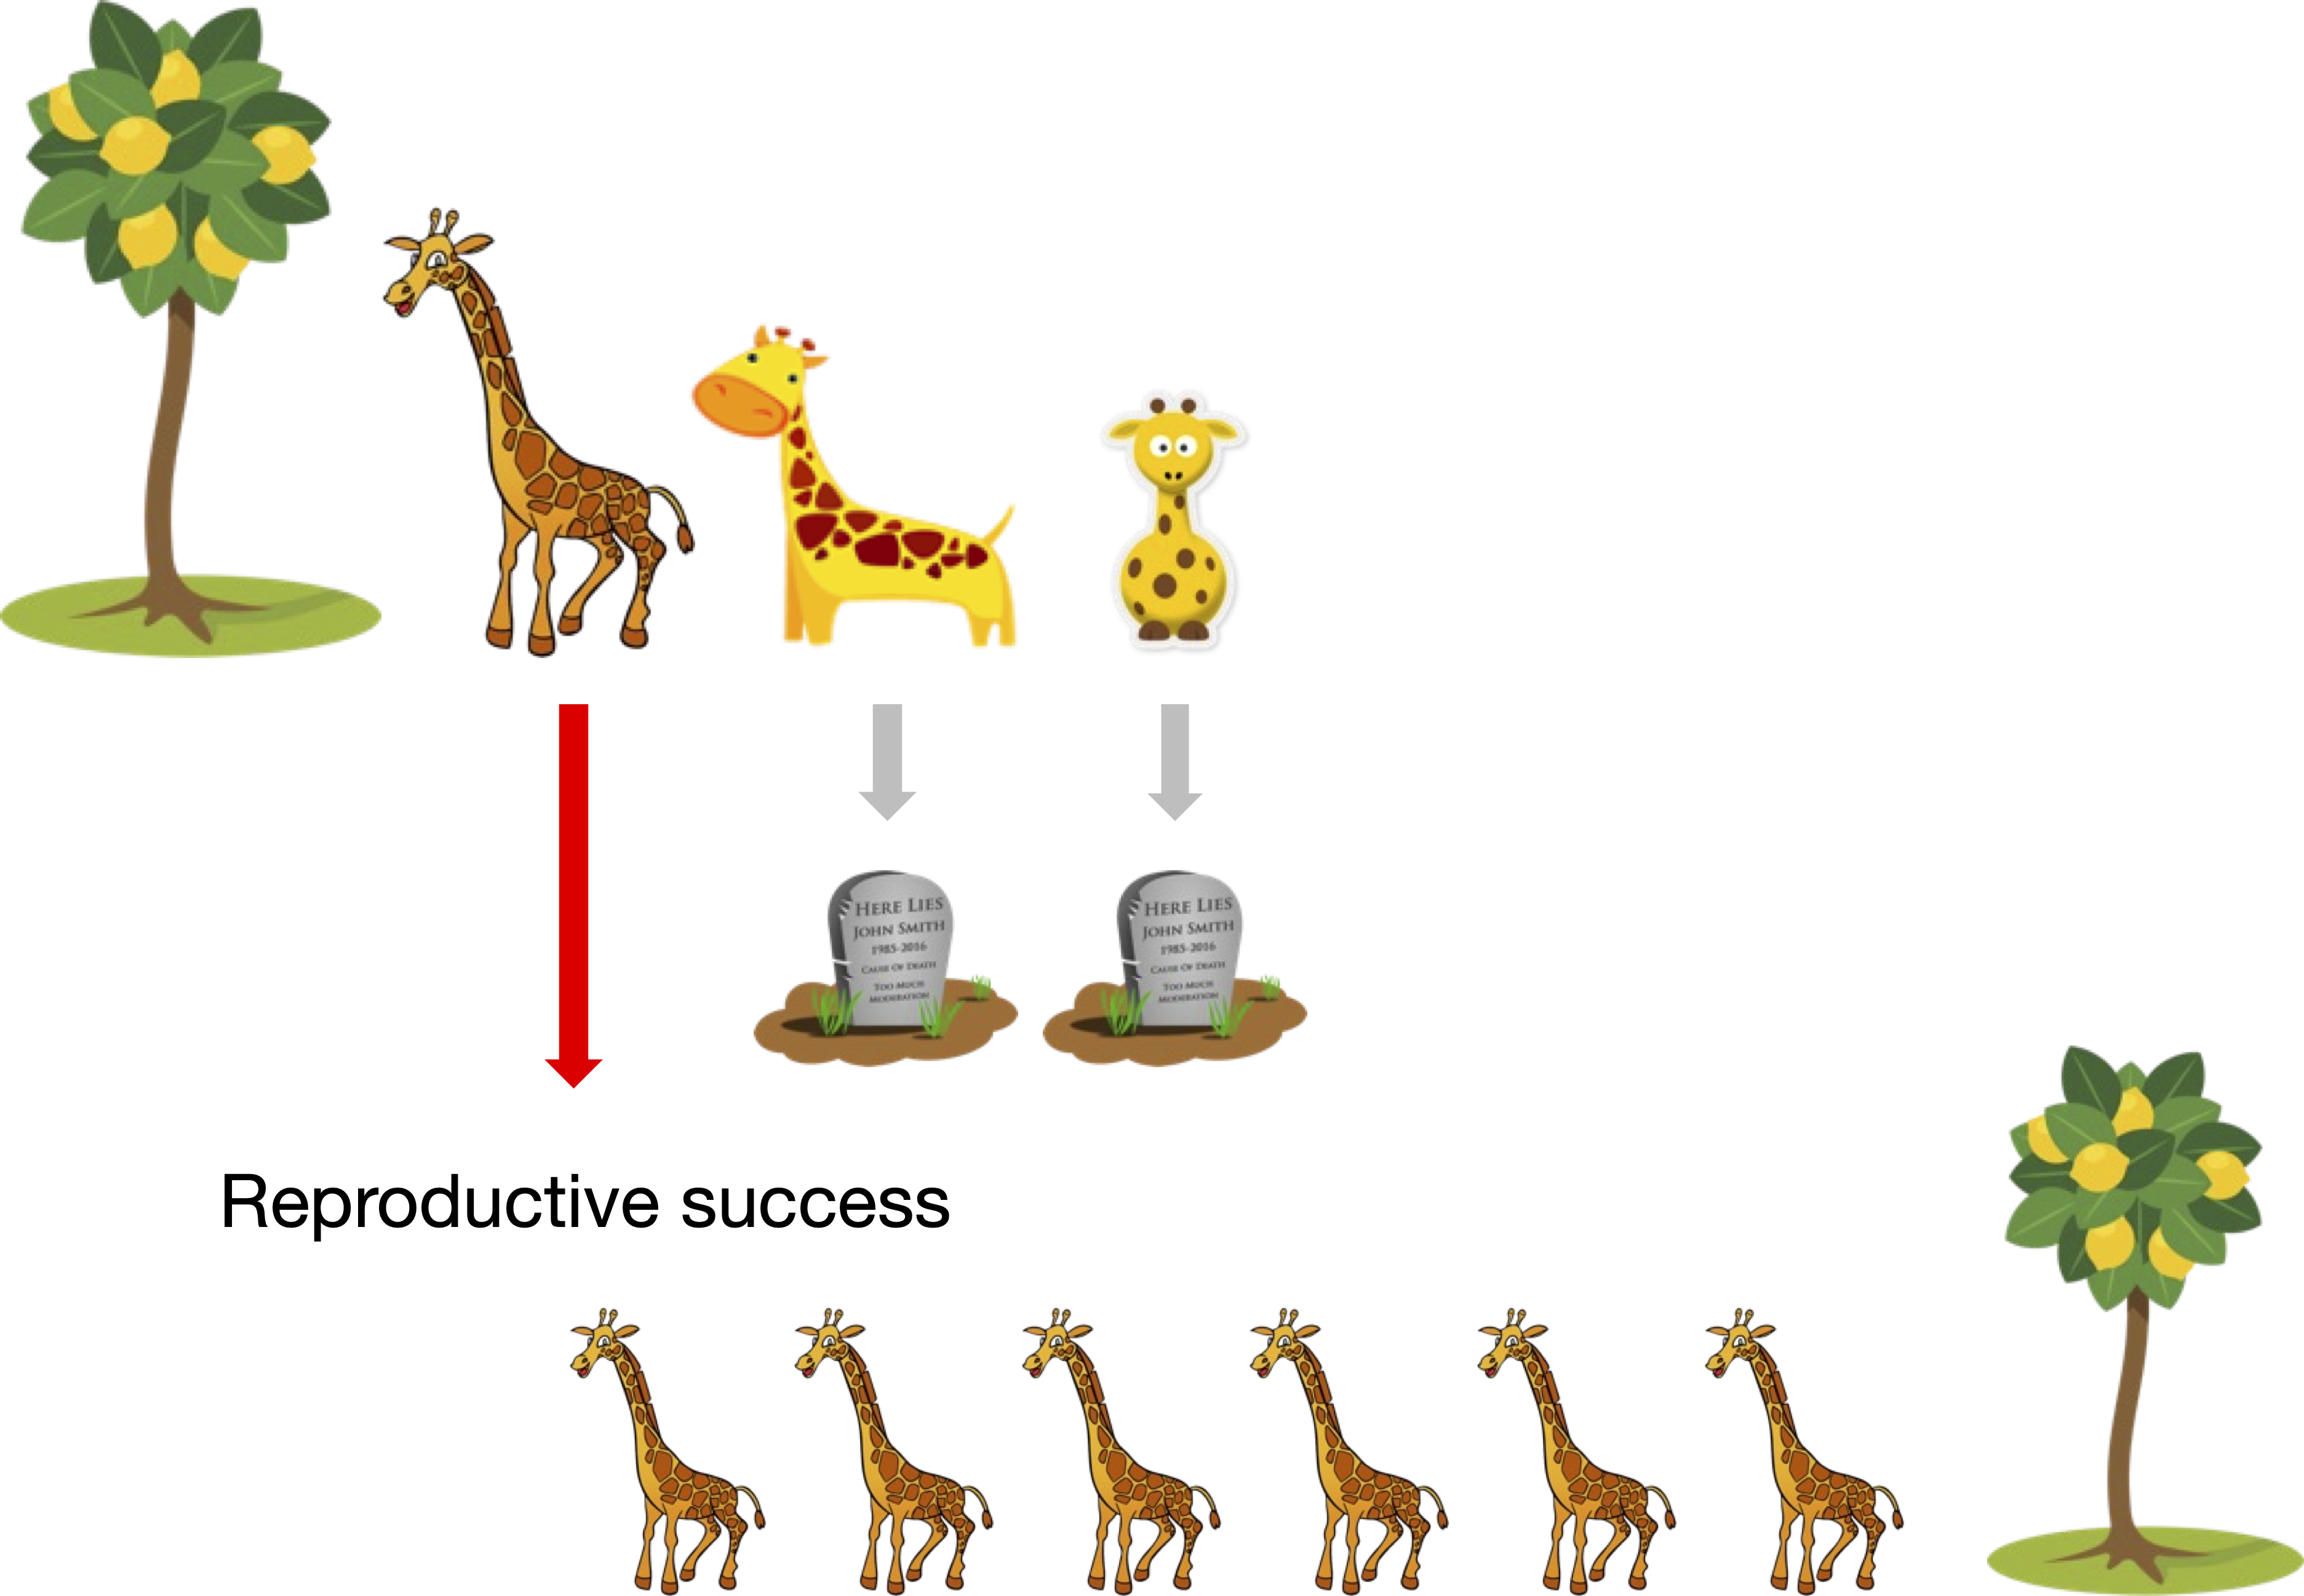 HERE LIES
JOHN SMITH
1985-2016
CAUSE OF DEATH
TOO MUCH
MODERATION
HERE LIES
JOHN SMITH
1985-2016
CAUSE OF DEATH
TOO MUCH
MODERATION
Reproductive success